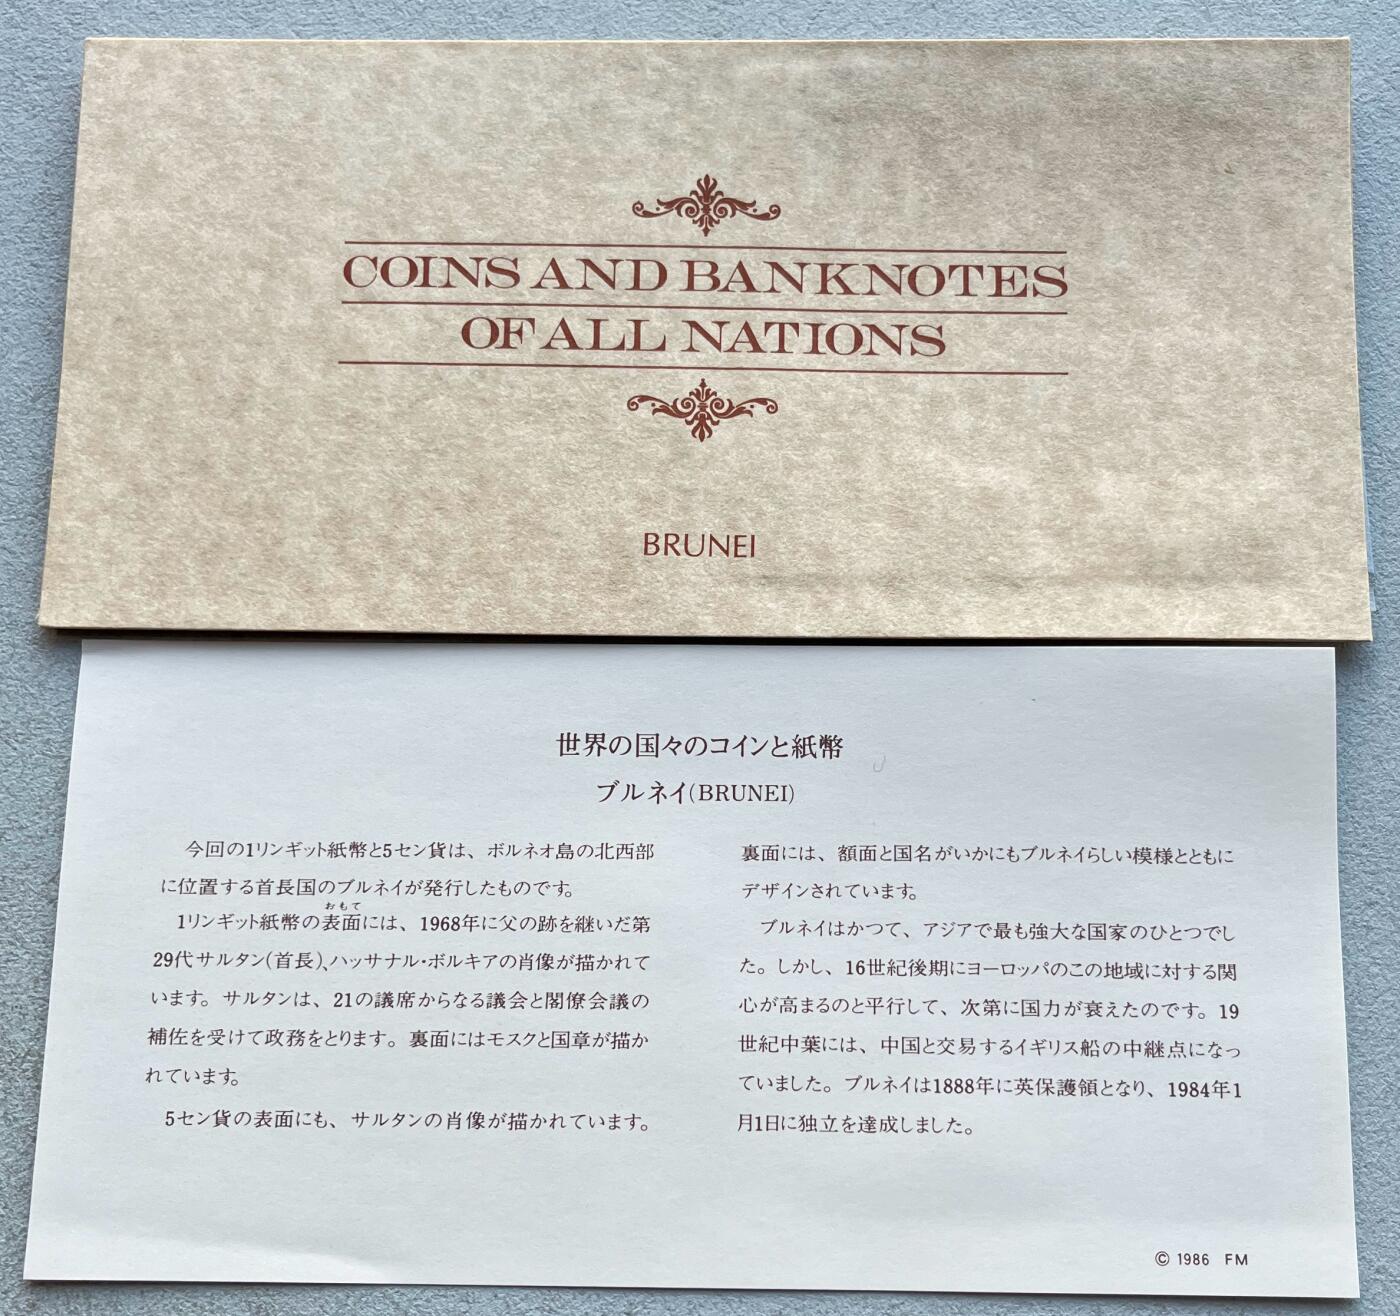 COINS AND BANKNOTES
OF ALL NATIONS
BRUNEI
世界の国々のコインと紙幣
ブルネイ(BRUNEI)
今回の1リンギット紙幣と5セン貨は、ボルネオ島の北西部
に位置する首長国のブルネイが発行したものです。
おもて
1リンギット紙幣の表面には、1968年に父の跡を継いだ第
29代サルタン(首長)、ハッサナル・ボルキアの肖像が描かれて
います。サルタンは、21の議席からなる議会と閣僚会議の
補佐を受けて政務をとります。裏面にはモスクと国章が描か
れています。
5セン貨の表面にも、サルタンの肖像が描かれています。
裏面には、額面と国名がいかにもブルネイらしい模様とともに
デザインされています。
ブルネイはかつて、アジアで最も強大な国家のひとつでし
た。しかし、16世紀後期にヨーロッパのこの地域に対する関
心が高まるのと平行して、次第に国力が衰えたのです。19
世紀中葉には、中国と交易するイギリス船の中継点になっ
ていました。ブルネイは1888年に英保護領となり、1984年1
月1日に独立を達成しました。
© 1986 FM